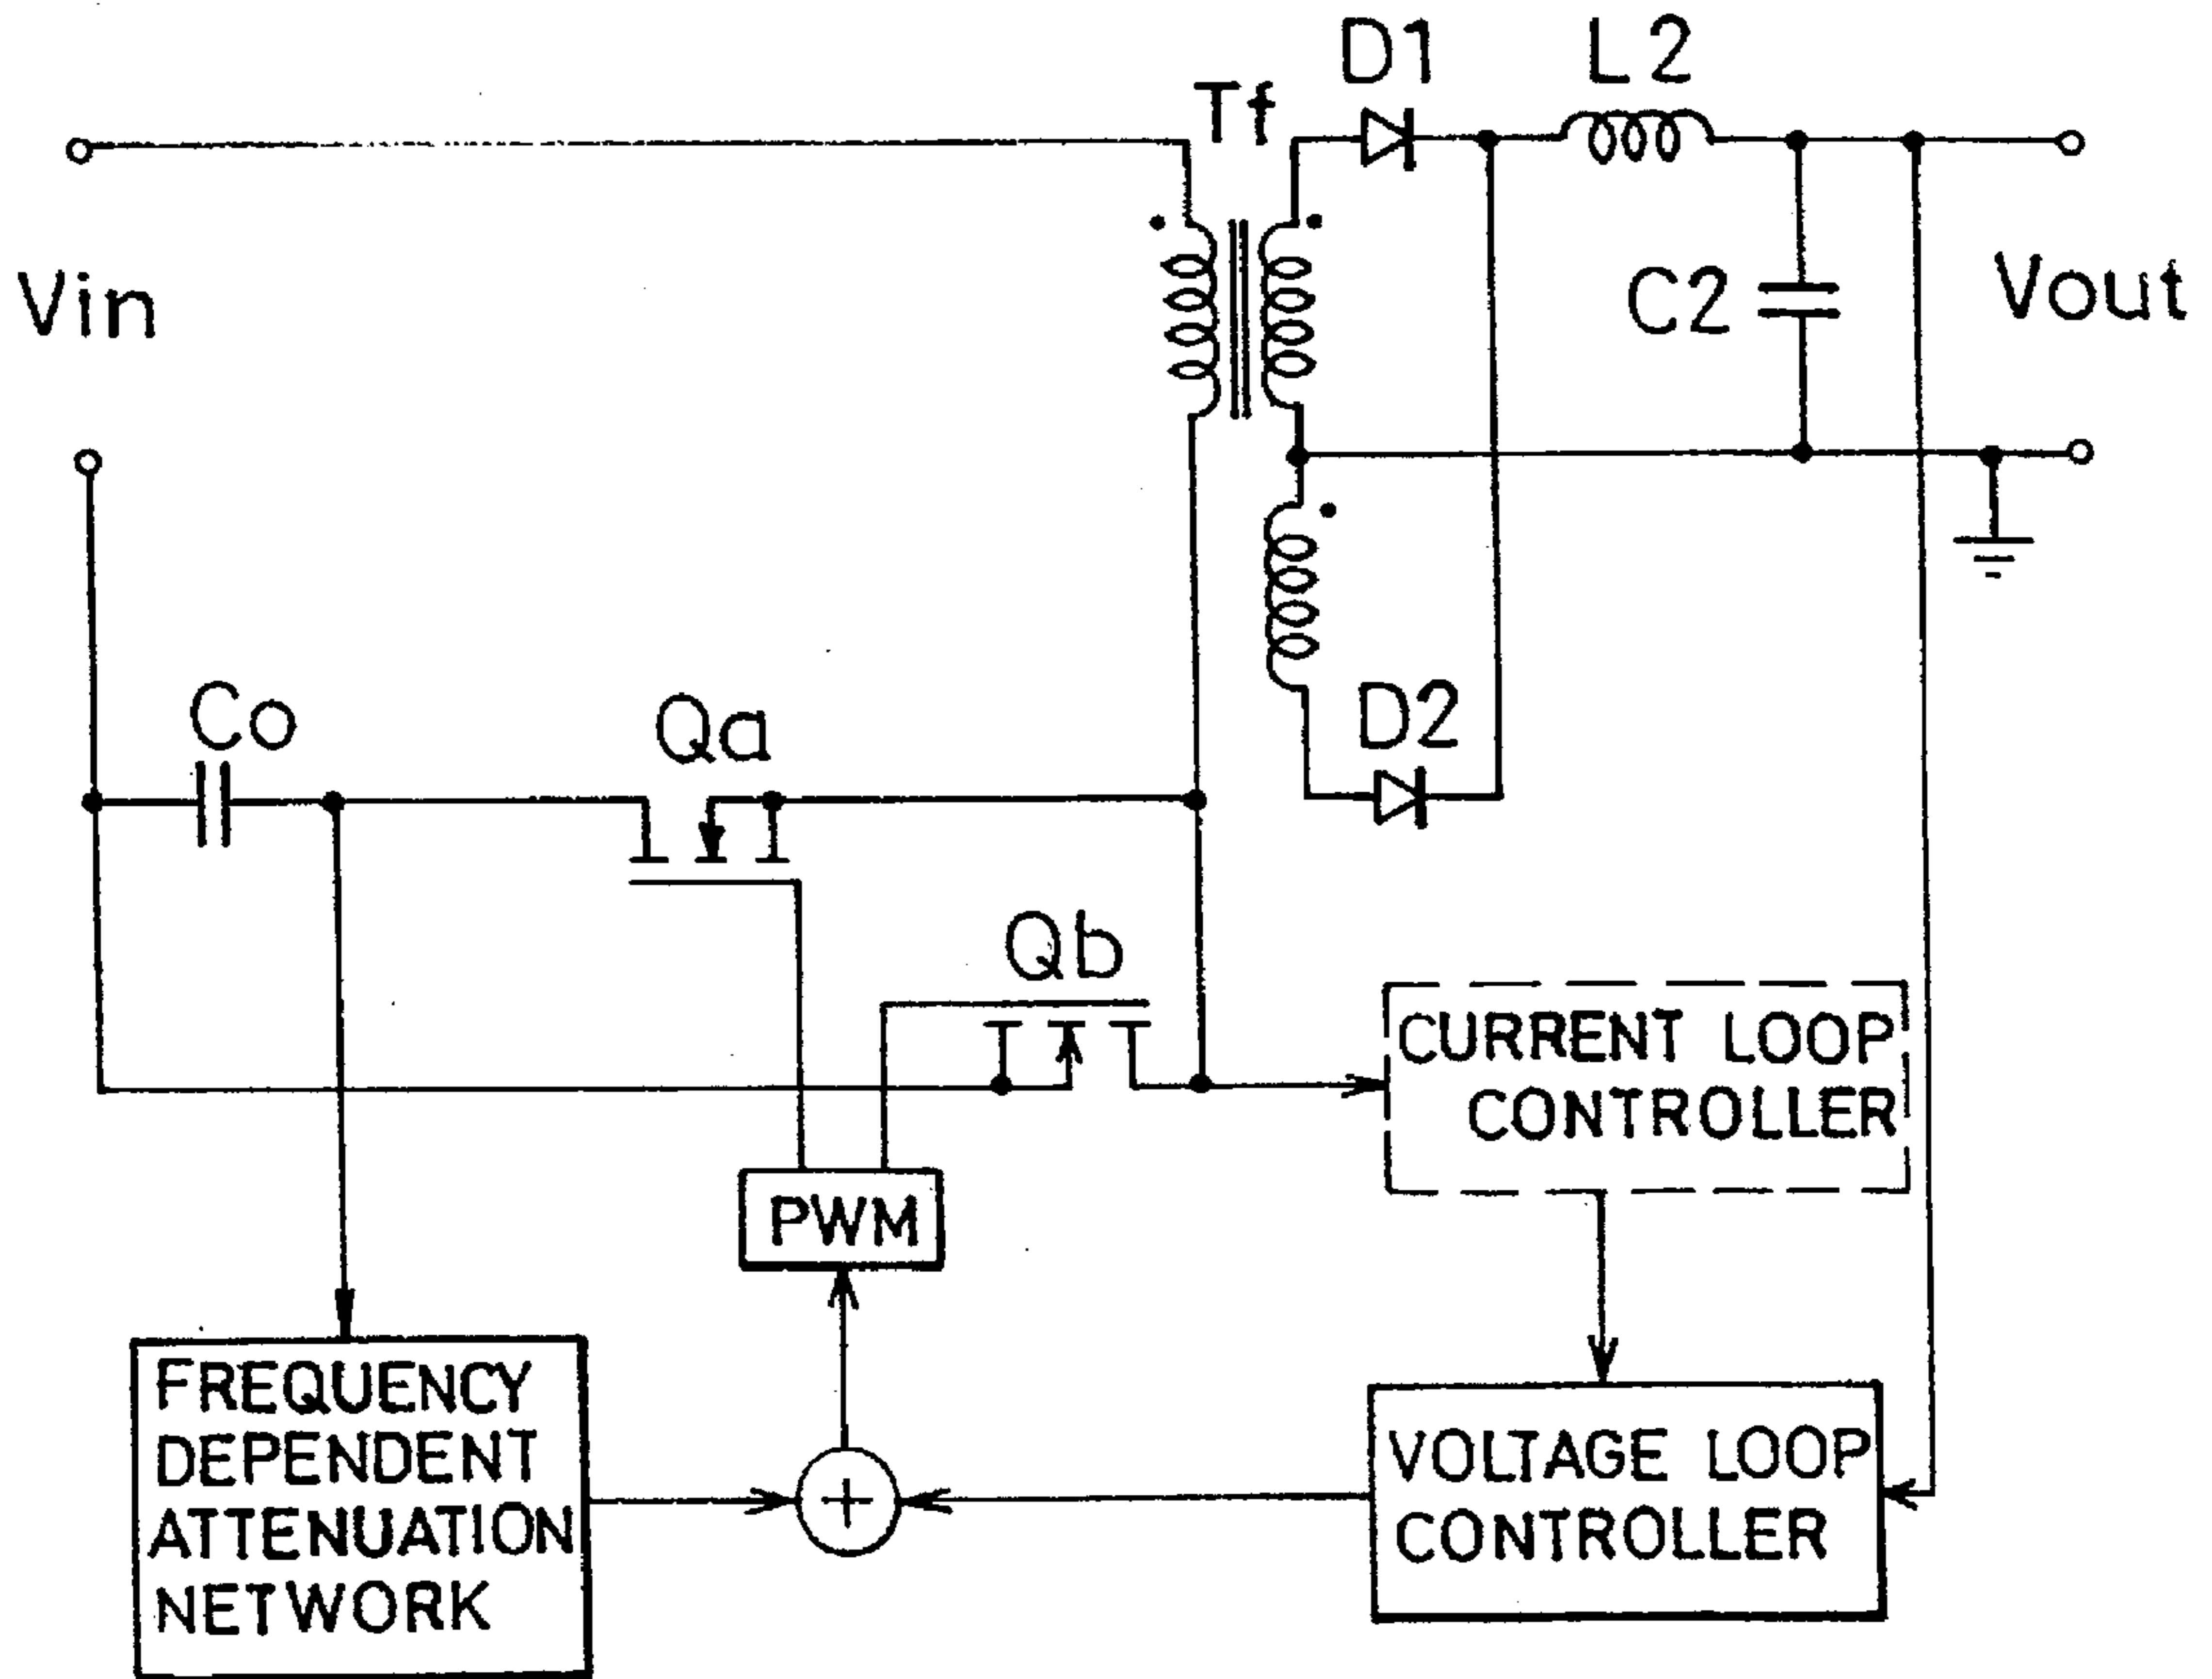 D1
L2
Tf
Vin
C2
Vout
Co
Qa
D2
Qb
CURRENT LOOP
CONTROLLER
PWM
FREQUENCY
DEPENDENT
ATTENUATION
NETWORK
+
VOLTAGE LOOP
CONTROLLER